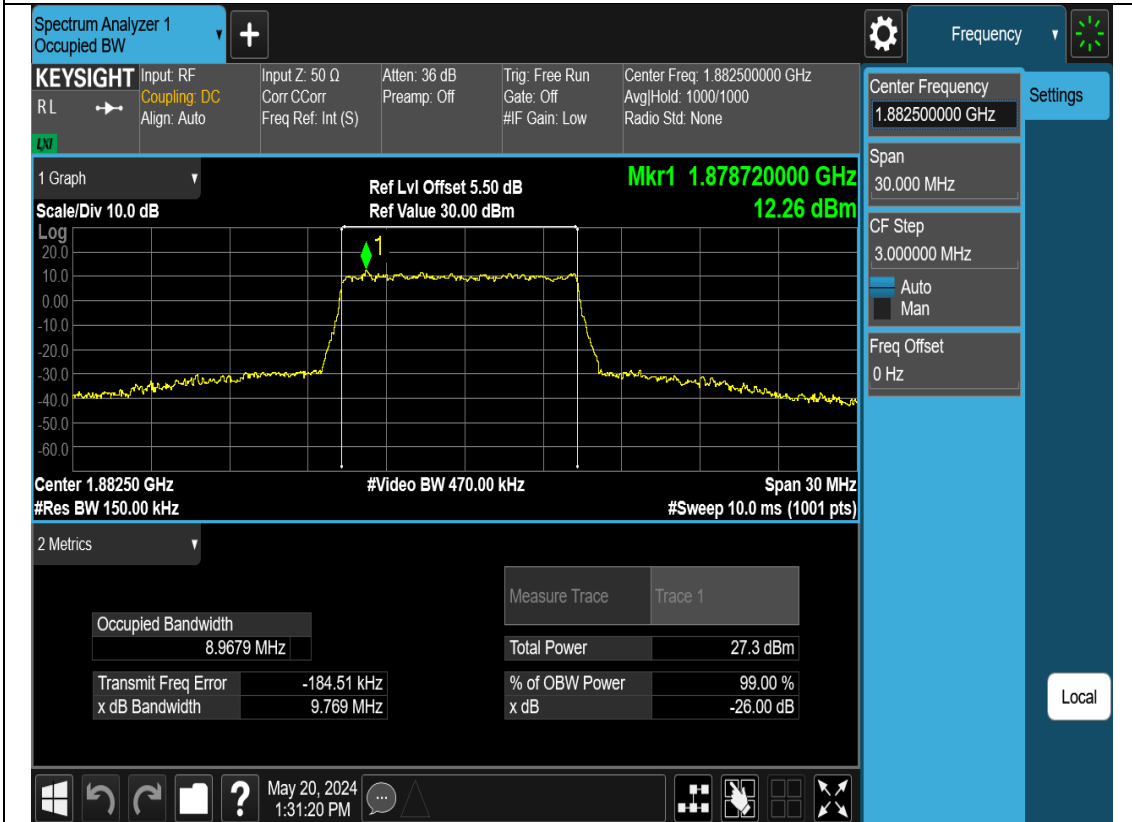 Spectrum Analyzer 1
Occupied BW
Frequency
KEYSIGHT
R L
LXI
Input: RF
Coupling: DC
Align: Auto
Input Z: 50 Ω
Corr CCorr
Freq Ref: Int (S)
Atten: 36 dB
Preamp: Off
Trig: Free Run
Gate: Off
#IF Gain: Low
Center Freq: 1.882500000 GHz
Avg|Hold: 1000/1000
Radio Std: None
Center Frequency
1.882500000 GHz
Settings
Span
30.000 MHz
CF Step
3.000000 MHz
Auto
Man
Freq Offset
0 Hz
Local
1 Graph
Scale/Div 10.0 dB
Ref Lvl Offset 5.50 dB
Ref Value 30.00 dBm
Mkr1 1.878720000 GHz
12.26 dBm
Log
20.0
10.0
0.00
-10.0
-20.0
-30.0
-40.0
-50.0
-60.0
1
Center 1.88250 GHz
#Res BW 150.00 kHz
#Video BW 470.00 kHz
Span 30 MHz
#Sweep 10.0 ms (1001 pts)
2 Metrics
Measure Trace Trace 1
Occupied Bandwidth
8.9679 MHz
Total Power 27.3 dBm
Transmit Freq Error -184.51 kHz
% of OBW Power 99.00 %
x dB Bandwidth 9.769 MHz
x dB -26.00 dB
?
May 20, 2024
1:31:20 PM